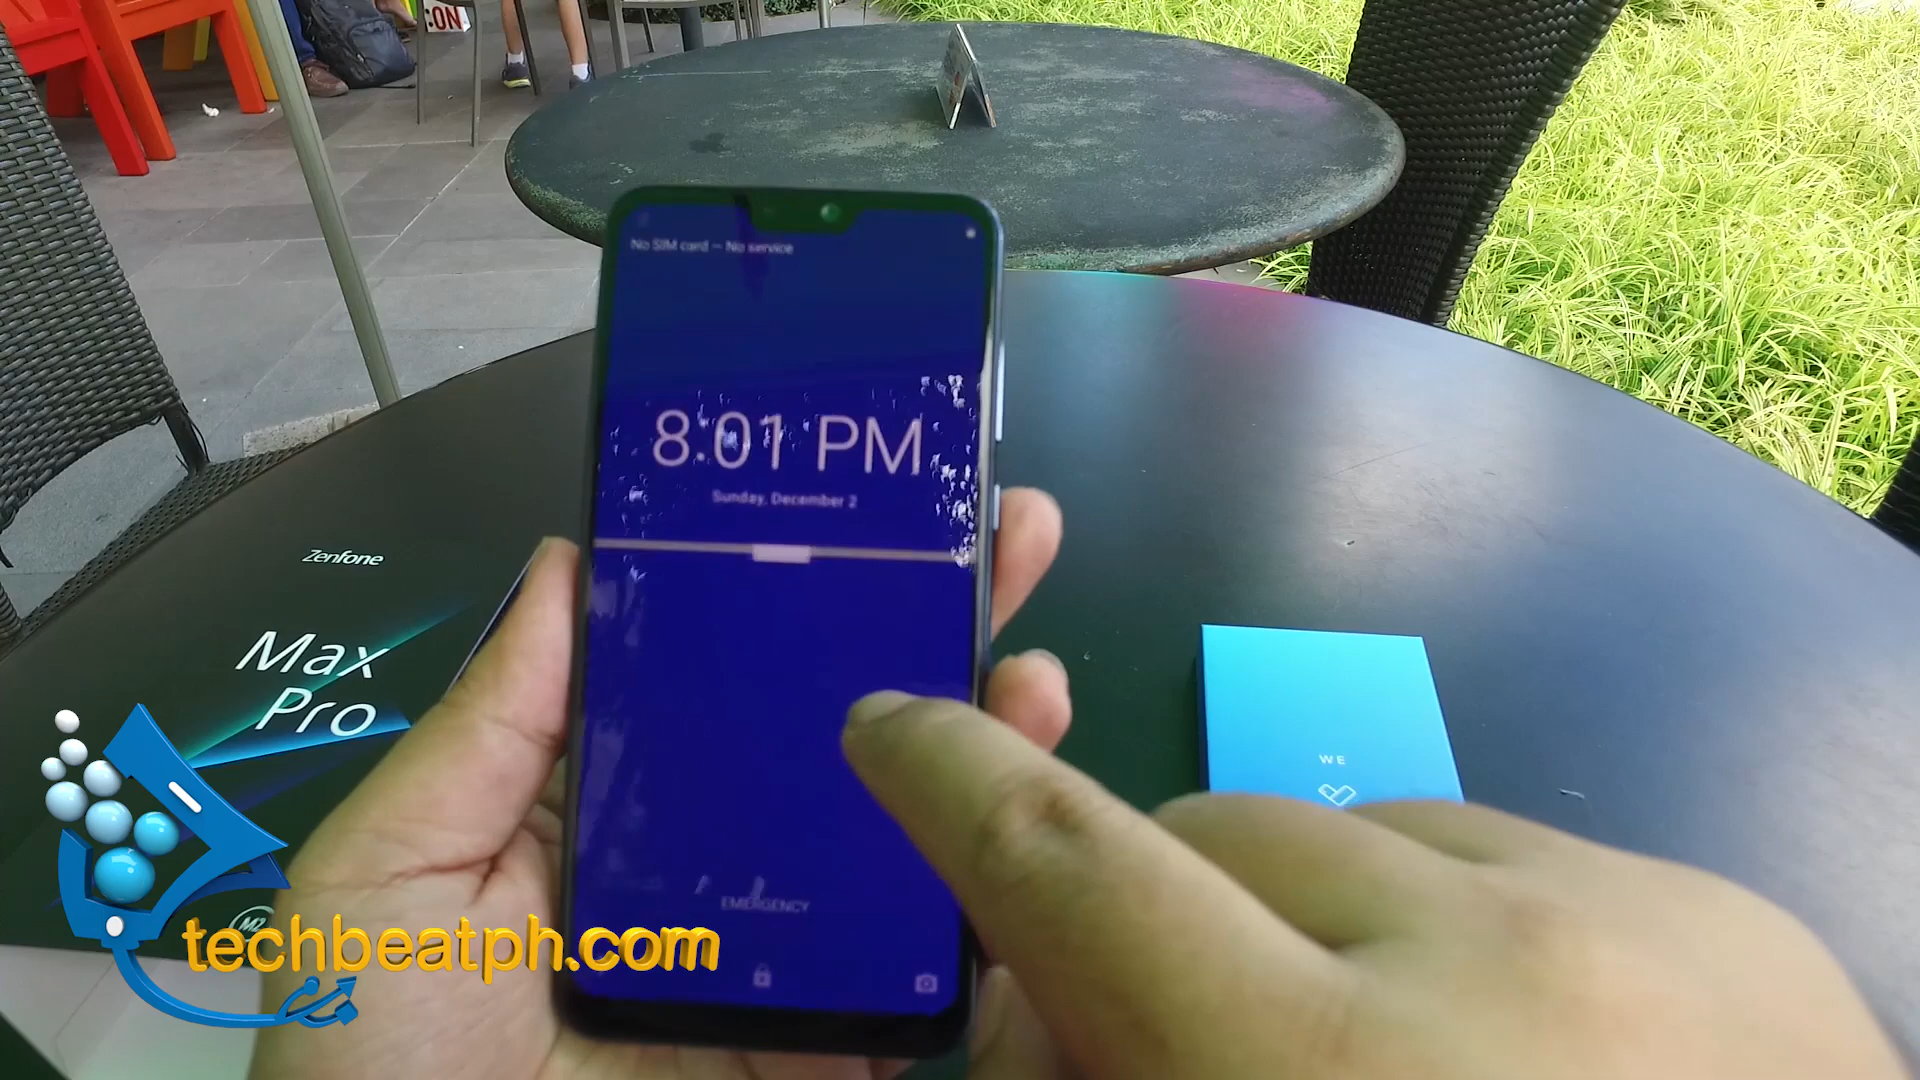 :ON
No SIM card — No service
8:01 PM
Sunday, December 2
Zenfone
Max
Pro
M2
WE
EMERGENCY
techbeatph.com